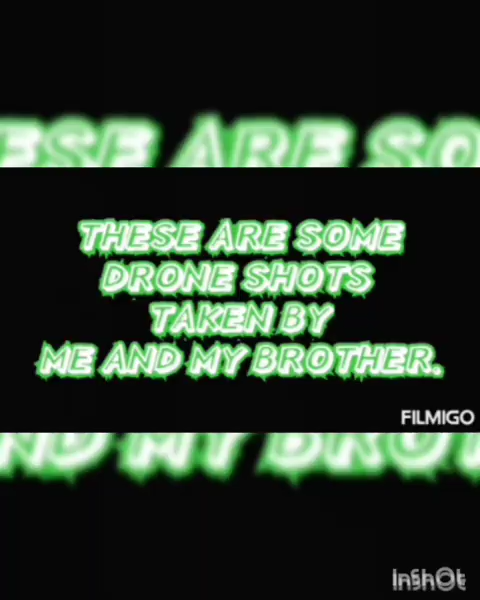 THESE ARE SOME
DRONE SHOTS
TAKEN BY
ME AND MY BROTHER.
FILMIGO
InShOt